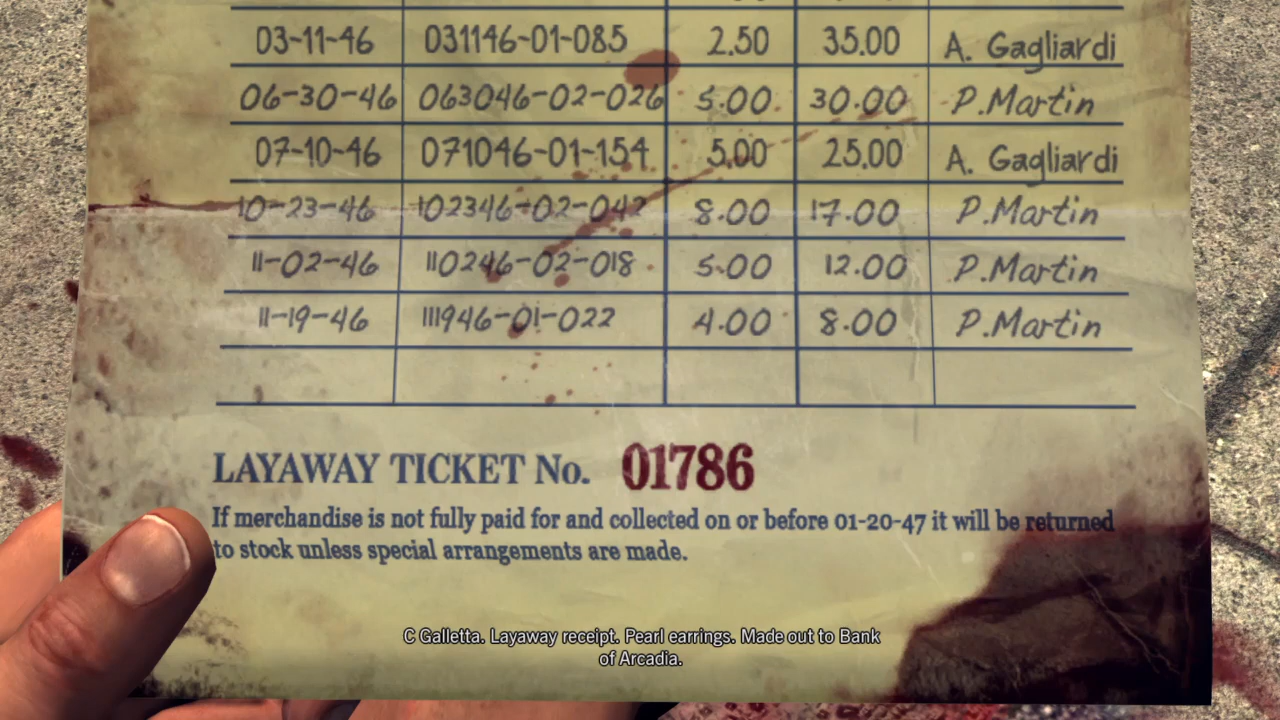 03-11-46 031146-01-085 2.50 35.00 A. Gagliardi
06-30-46 063046-02-026 5.00 30.00 P.Martin
07-10-46 071046-01-154 5.00 25.00 A. Gagliardi
10-23-46 102346-02-042 8.00 17.00 P.Martin
11-02-46 110246-02-018 5.00 12.00 P.Martin
11-19-46 111946-01-022 4.00 8.00 P.Martin
LAYAWAY TICKET No. 01786
If merchandise is not fully paid for and collected on or before 01-20-47 it will be returned
to stock unless special arrangements are made.
C Galletta. Layaway receipt. Pearl earrings. Made out to Bank
of Arcadia.